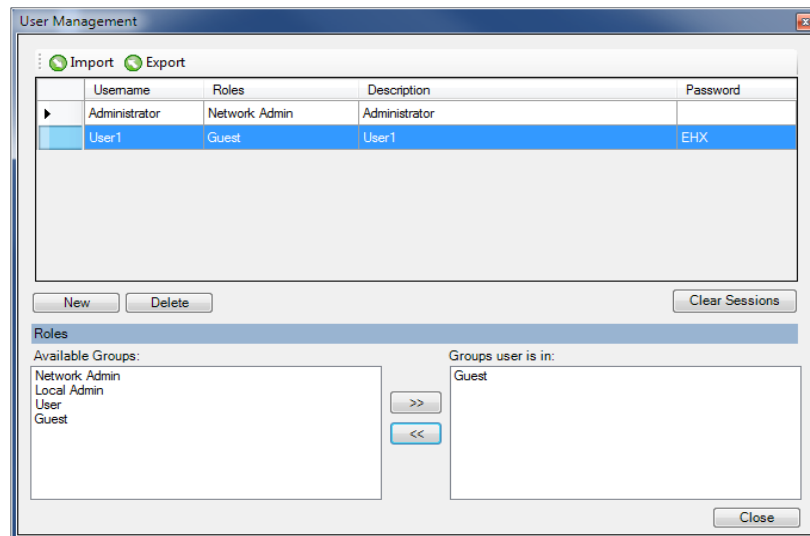 User Management
Import Export
Username Roles Description Password
Administrator Network Admin Administrator
User1 Guest User1 EHX
New Delete Clear Sessions
Roles
Available Groups: Groups user is in:
Network Admin Guest
Local Admin
User
Guest
>>
<<
Close